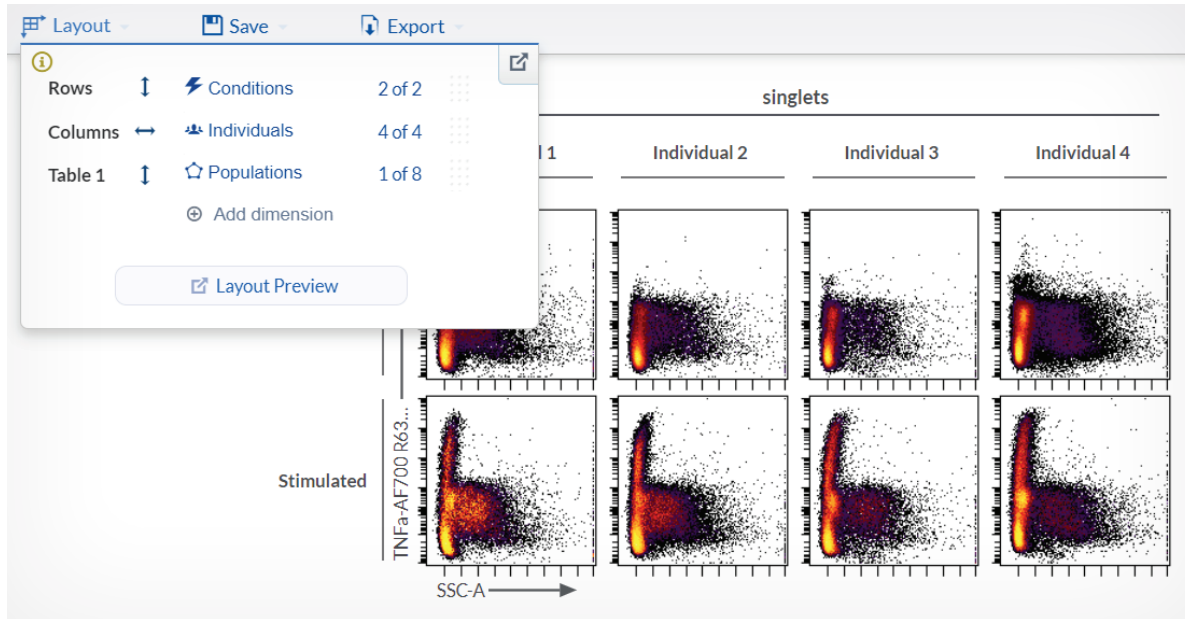 Layout Save Export
Rows Conditions 2 of 2
Columns Individuals 4 of 4
Table 1 Populations 1 of 8
Add dimension
Layout Preview
singlets
l 1 Individual 2 Individual 3 Individual 4
Stimulated
TNFa-AF700 R63...
SSC-A